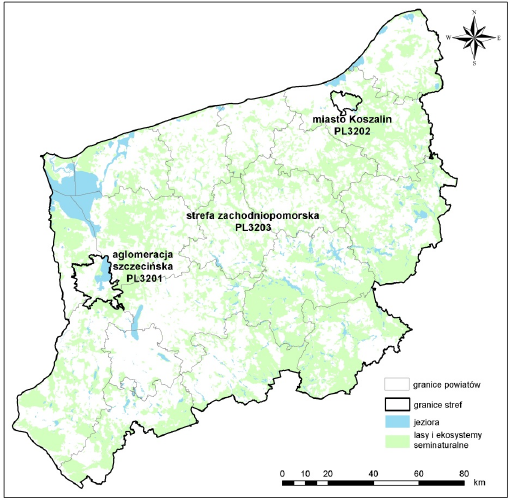 N
W
E
S
miasto Koszalin
PL3202
strefa zachodniopomorska
PL3203
aglomeracja
szczecińska
PL3201
granice powiatów
granice stref
jeziora
lasy i ekosystemy
seminaturalne
0 10 20 40 60 80
km